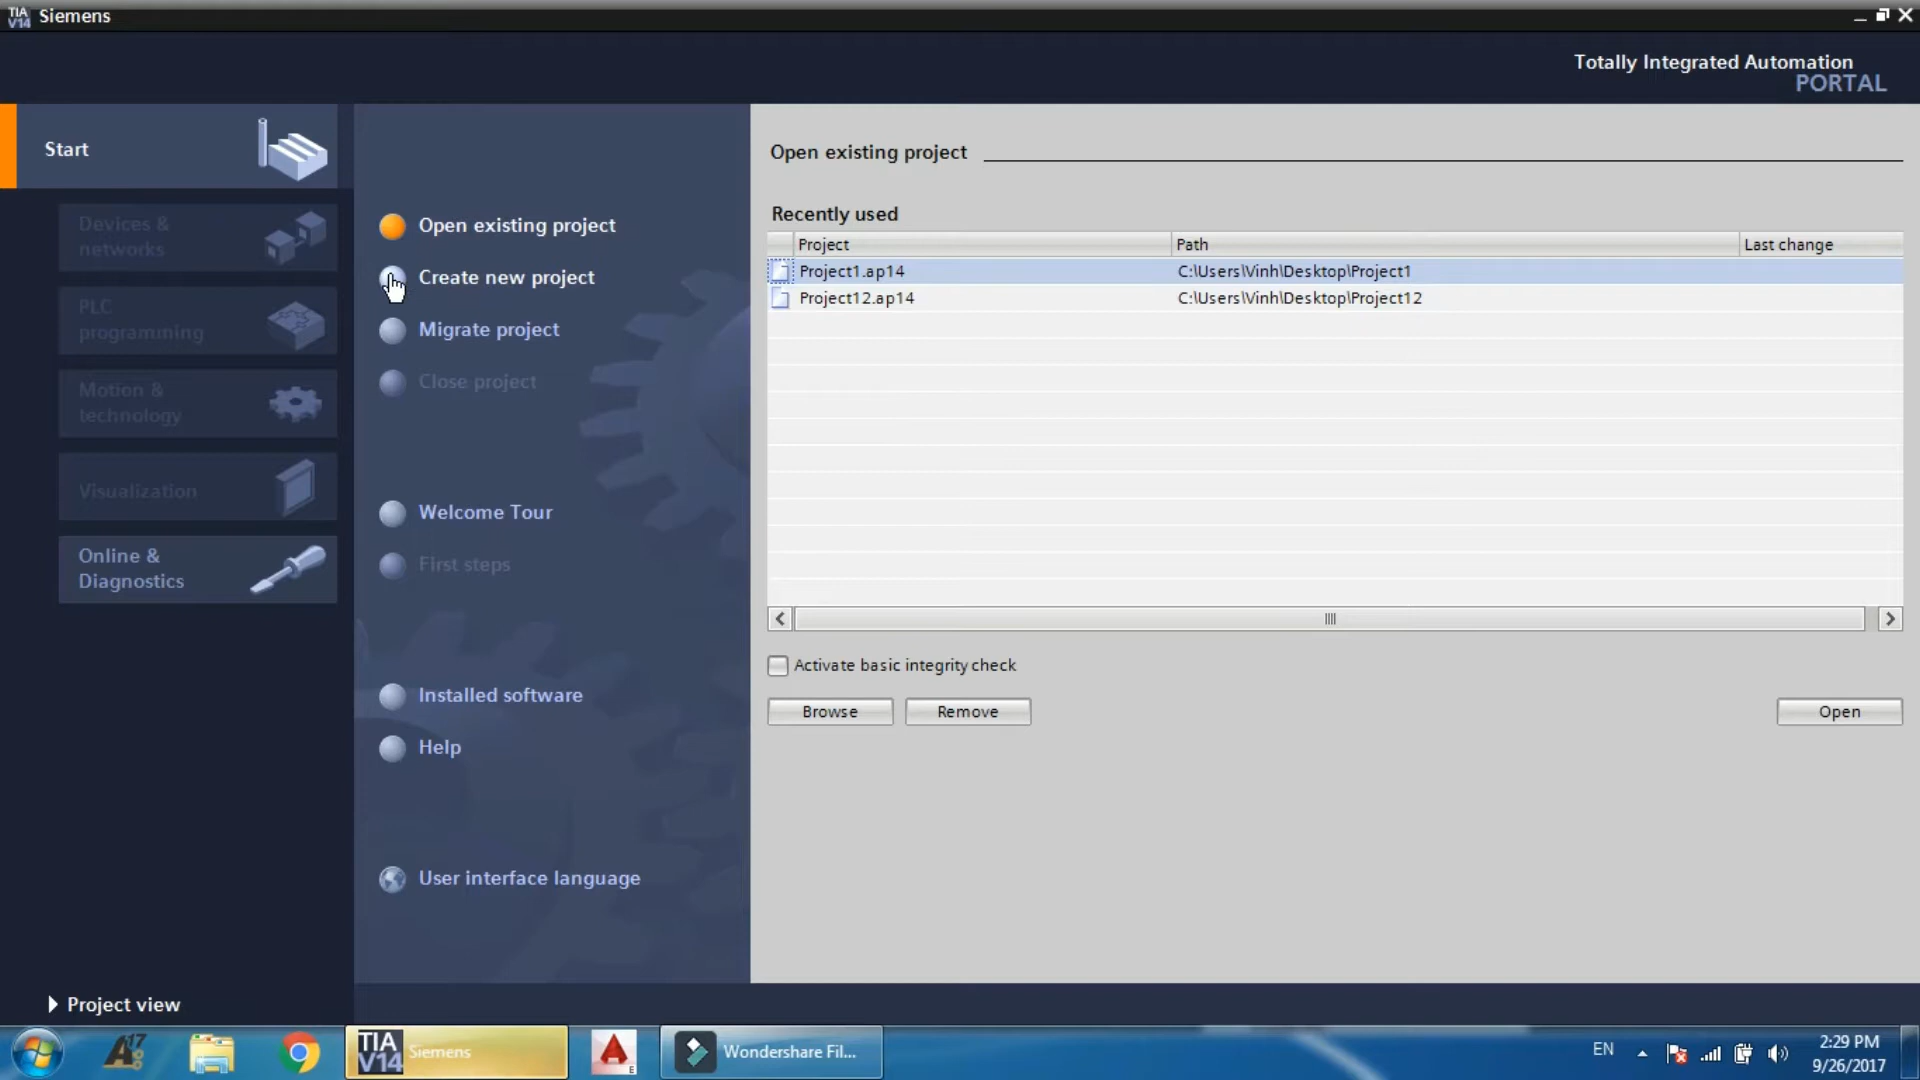 TIA V14 Siemens
Totally Integrated Automation
PORTAL
Start
Devices &
networks
PLC
programming
Motion &
technology
Visualization
Online &
Diagnostics
Open existing project
Create new project
Migrate project
Close project
Welcome Tour
First steps
Installed software
Help
User interface language
Open existing project
Recently used
Project Path Last change
Project1.ap14 C:\Users\Vinh\Desktop\Project1
Project12.ap14 C:\Users\Vinh\Desktop\Project12
Activate basic integrity check
Browse Remove Open
Project view
17
TIA V14 Siemens
E
Wondershare Fil...
EN
2:29 PM
9/26/2017